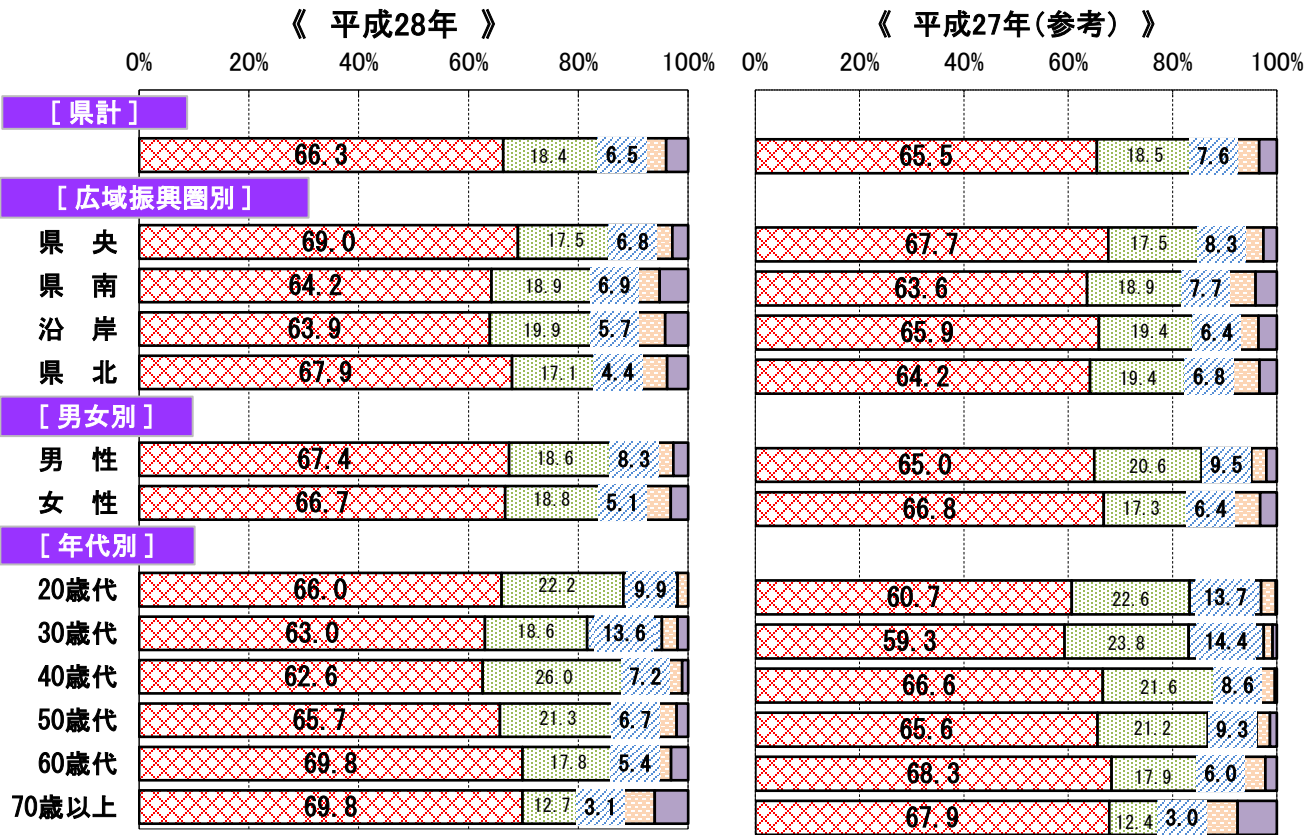 《 平成28年 》 《 平成27年(参考) 》
0% 20% 40% 60% 80% 100% 0% 20% 40% 60% 80% 100%
[ 県計 ]
66.3 18.4 6.5 65.5 18.5 7.6
[ 広域振興圏別 ]
県 央 69.0 17.5 6.8 67.7 17.5 8.3
県 南 64.2 18.9 6.9 63.6 18.9 7.7
沿 岸 63.9 19.9 5.7 65.9 19.4 6.4
県 北 67.9 17.1 4.4 64.2 19.4 6.8
[ 男女別 ]
男 性 67.4 18.6 8.3 65.0 20.6 9.5
女 性 66.7 18.8 5.1 66.8 17.3 6.4
[ 年代別 ]
20歳代 66.0 22.2 9.9 60.7 22.6 13.7
30歳代 63.0 18.6 13.6 59.3 23.8 14.4
40歳代 62.6 26.0 7.2 66.6 21.6 8.6
50歳代 65.7 21.3 6.7 65.6 21.2 9.3
60歳代 69.8 17.8 5.4 68.3 17.9 6.0
70歳以上 69.8 12.7 3.1 67.9 12.4 3.0